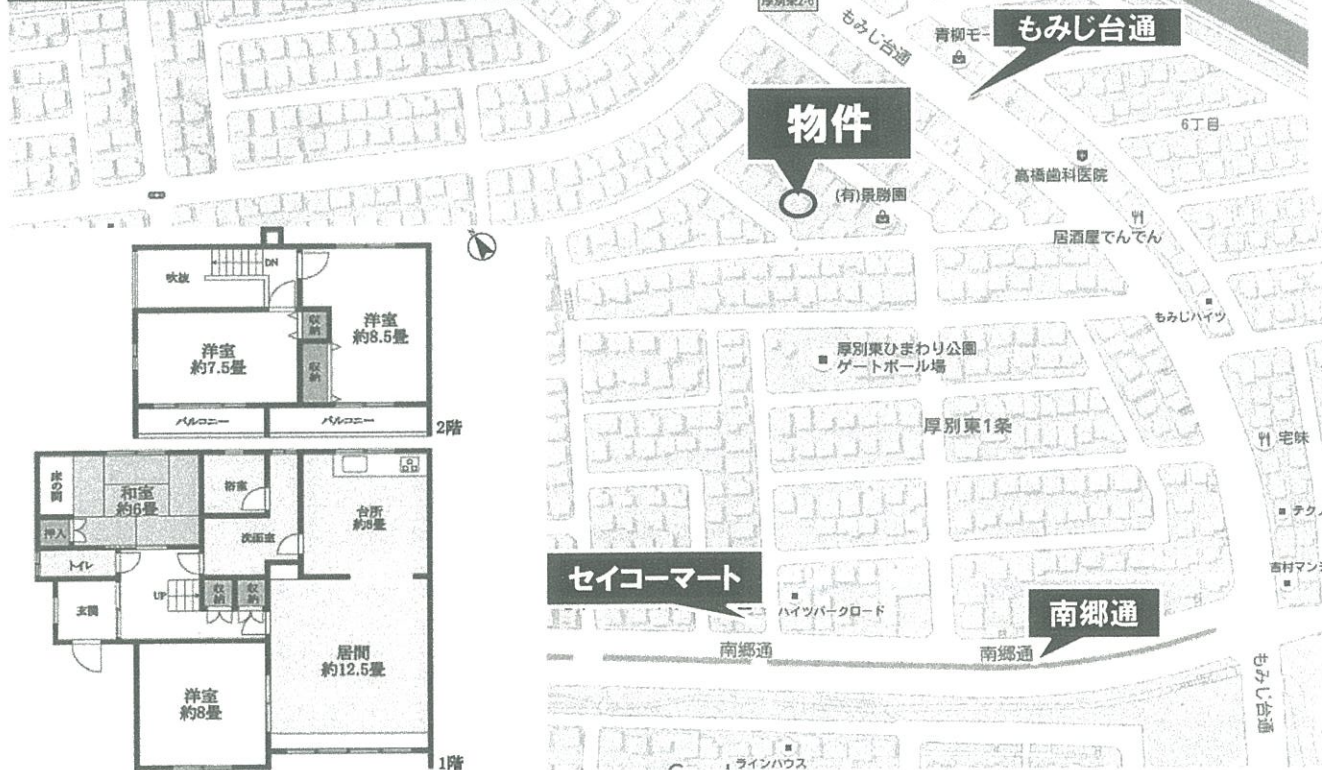 もみじ台通
青柳モー
もみじ台通
6丁目
物件
高橋歯科医院
(有)景勝園
居酒屋でんでん
もみじハイツ
厚別東ひまわり公園
ゲートボール場
厚別東1条
宅味
テクノ
吉村マンシ
セイコーマート
ハイツパークロード
南郷通
南郷通
南郷通
もみじ台通
ラインハウス
吹抜
DN
洋室
約8.5畳
収納
洋室
約7.5畳
収納
バルコニー
バルコニー
2階
床の間
和室
約6畳
浴室
台所
押入
洗面室
トイレ
UP
収納
収納
玄関
居間
約12.5畳
洋室
約8畳
1階